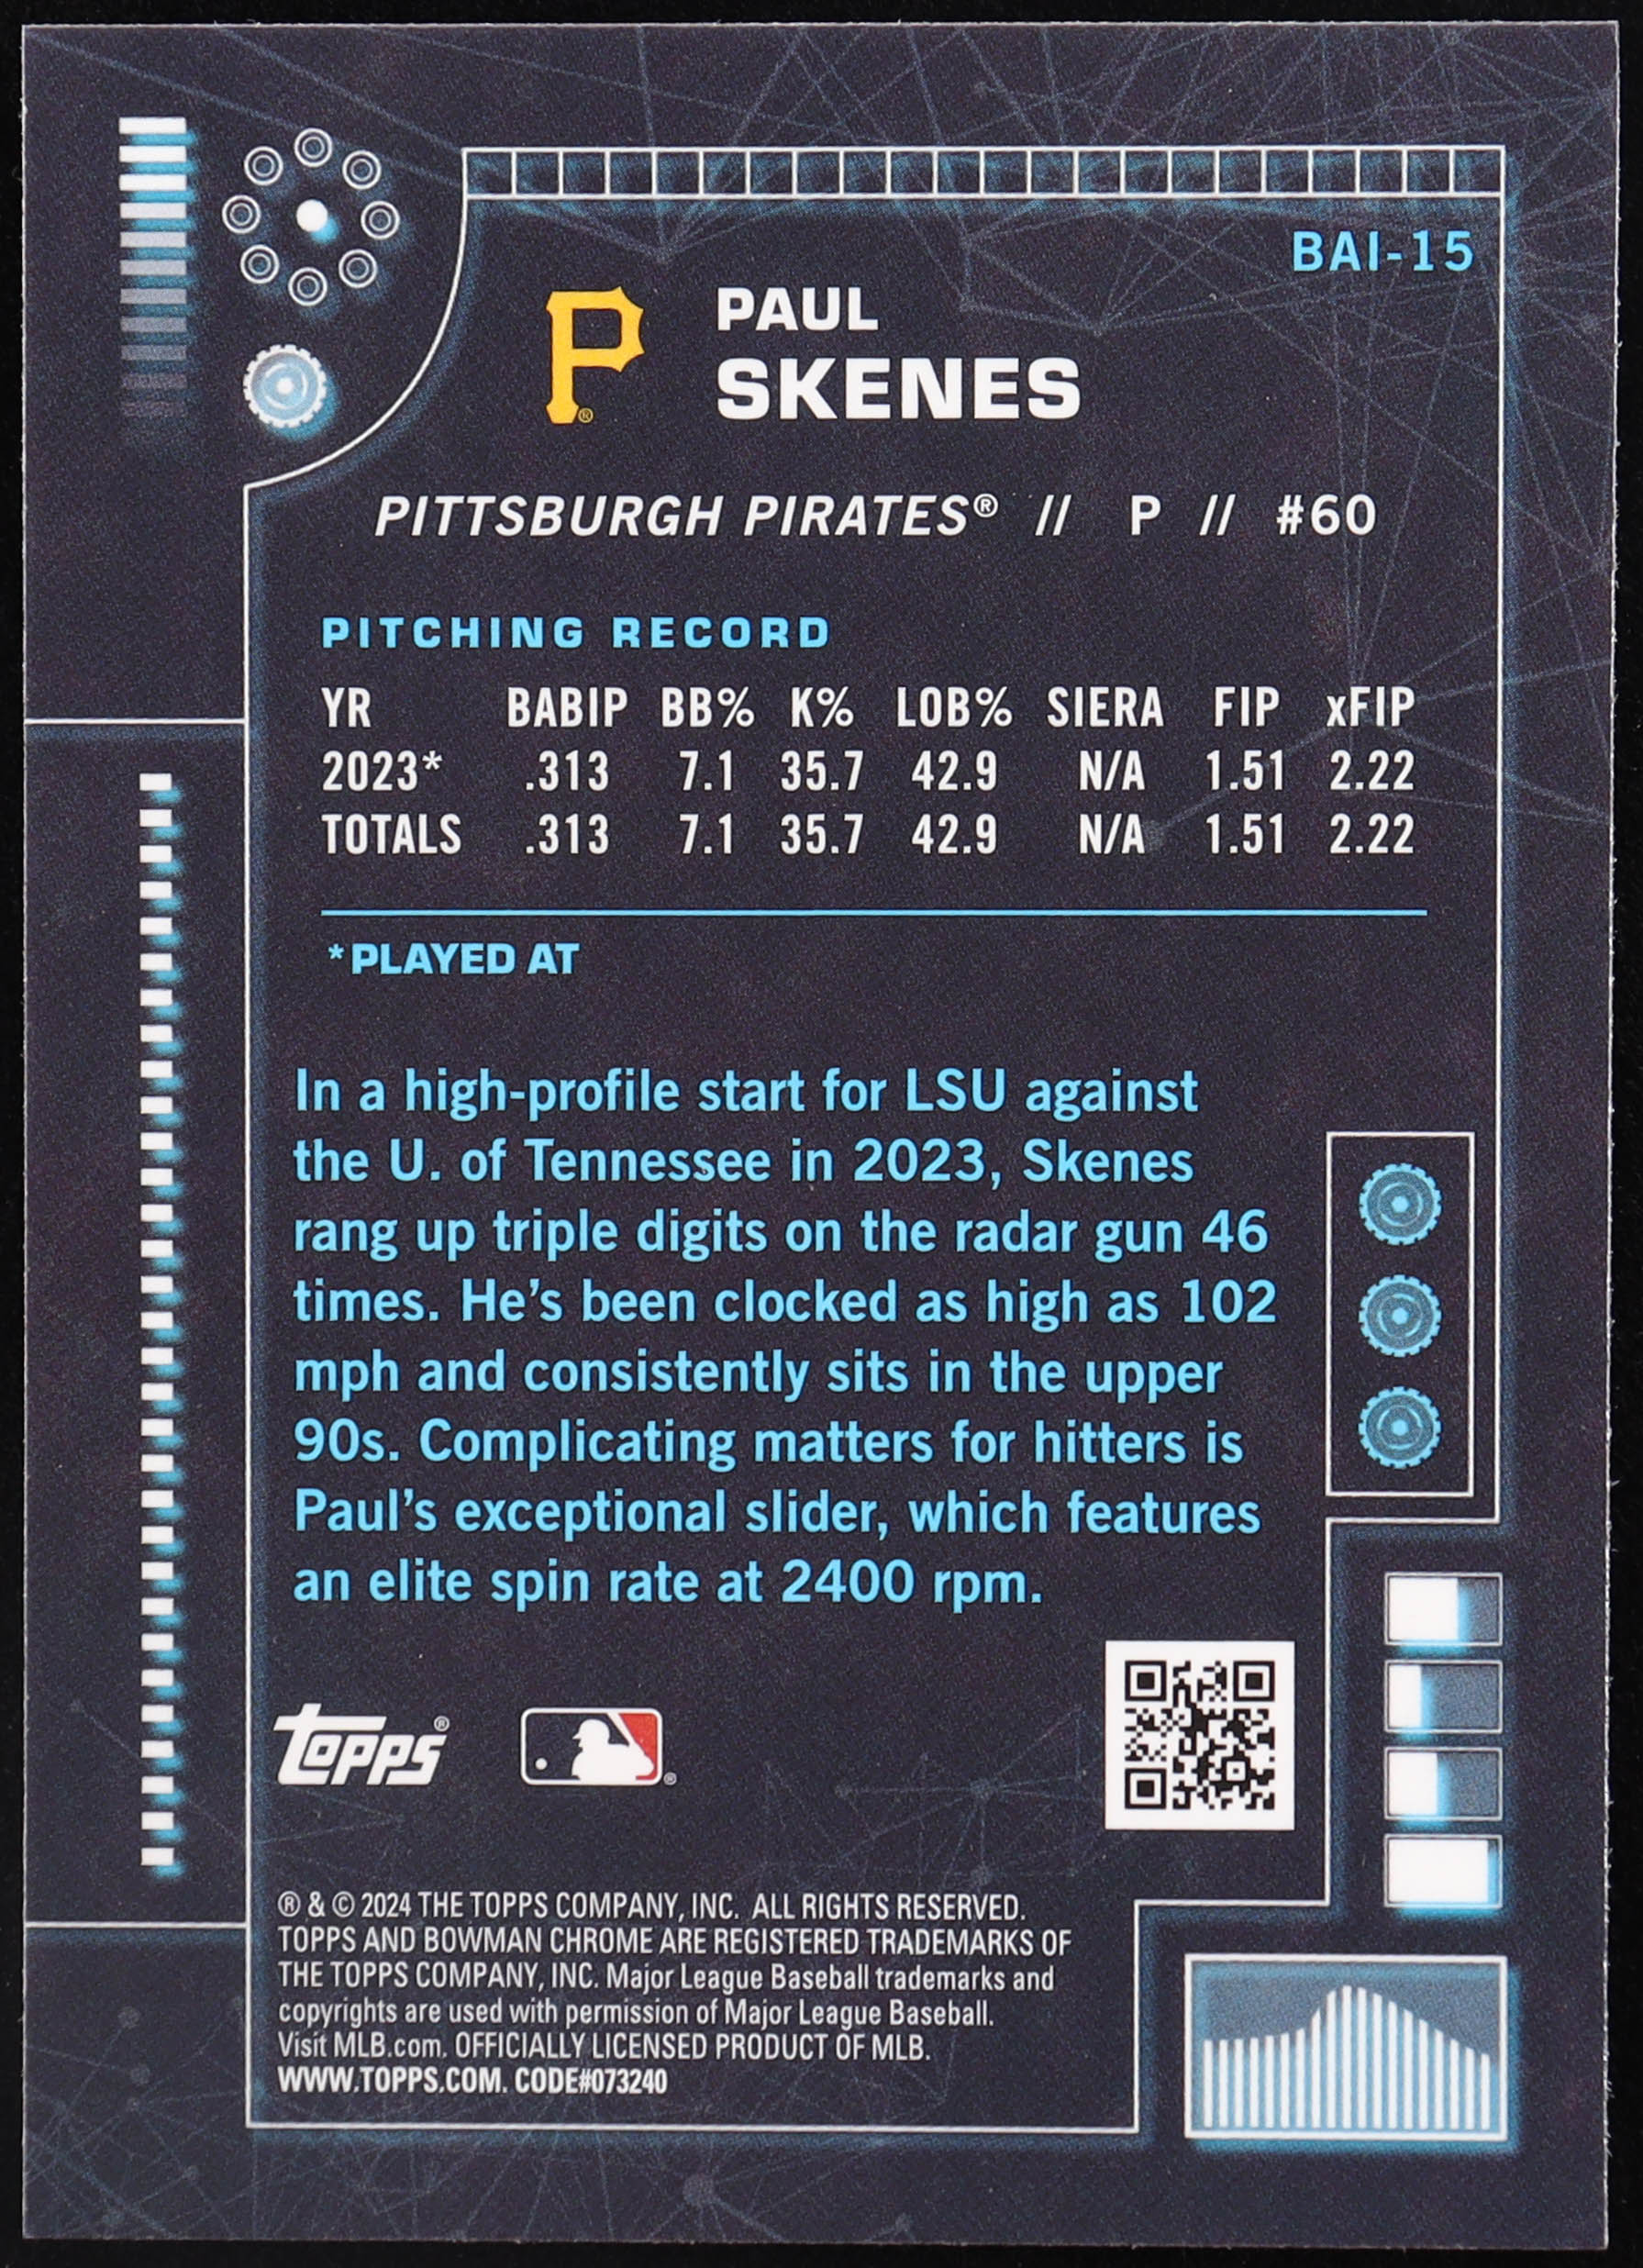 BAI-15
P®
PAUL
SKENES
PITTSBURGH PIRATES® // P // #60
PITCHING RECORD
YR BABIP BB% K% LOB% SIERA FIP xFIP
2023* .313 7.1 35.7 42.9 N/A 1.51 2.22
TOTALS .313 7.1 35.7 42.9 N/A 1.51 2.22
*PLAYED AT
In a high-profile start for LSU against
the U. of Tennessee in 2023, Skenes
rang up triple digits on the radar gun 46
times. He's been clocked as high as 102
mph and consistently sits in the upper
90s. Complicating matters for hitters is
Paul's exceptional slider, which features
an elite spin rate at 2400 rpm.
topps® ®
® & © 2024 THE TOPPS COMPANY, INC. ALL RIGHTS RESERVED.
TOPPS AND BOWMAN CHROME ARE REGISTERED TRADEMARKS OF
THE TOPPS COMPANY, INC. Major League Baseball trademarks and
copyrights are used with permission of Major League Baseball.
Visit MLB.com. OFFICIALLY LICENSED PRODUCT OF MLB.
WWW.TOPPS.COM. CODE#073240